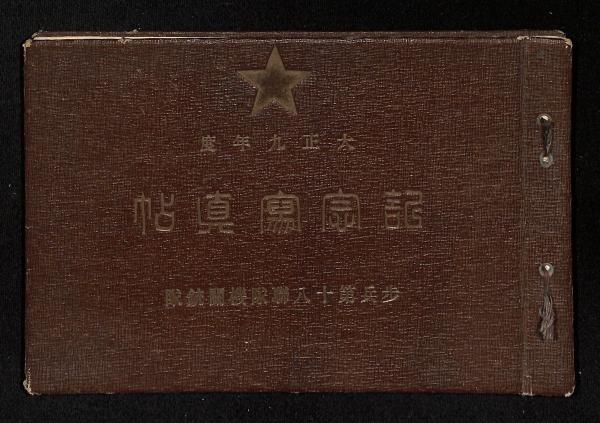 大正九年度
記念寫真帖
步兵第十八聯隊機關銃隊